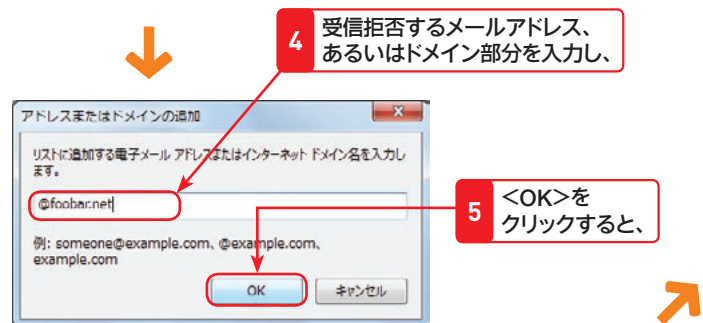 4 受信拒否するメールアドレス、
あるいはドメイン部分を入力し、
アドレスまたはドメインの追加
リストに追加する電子メール アドレスまたはインターネット ドメイン名を入力し
ます。
@foobar.net
5 <OK>を
クリックすると、
例: someone@example.com、@example.com、
example.com
OK キャンセル